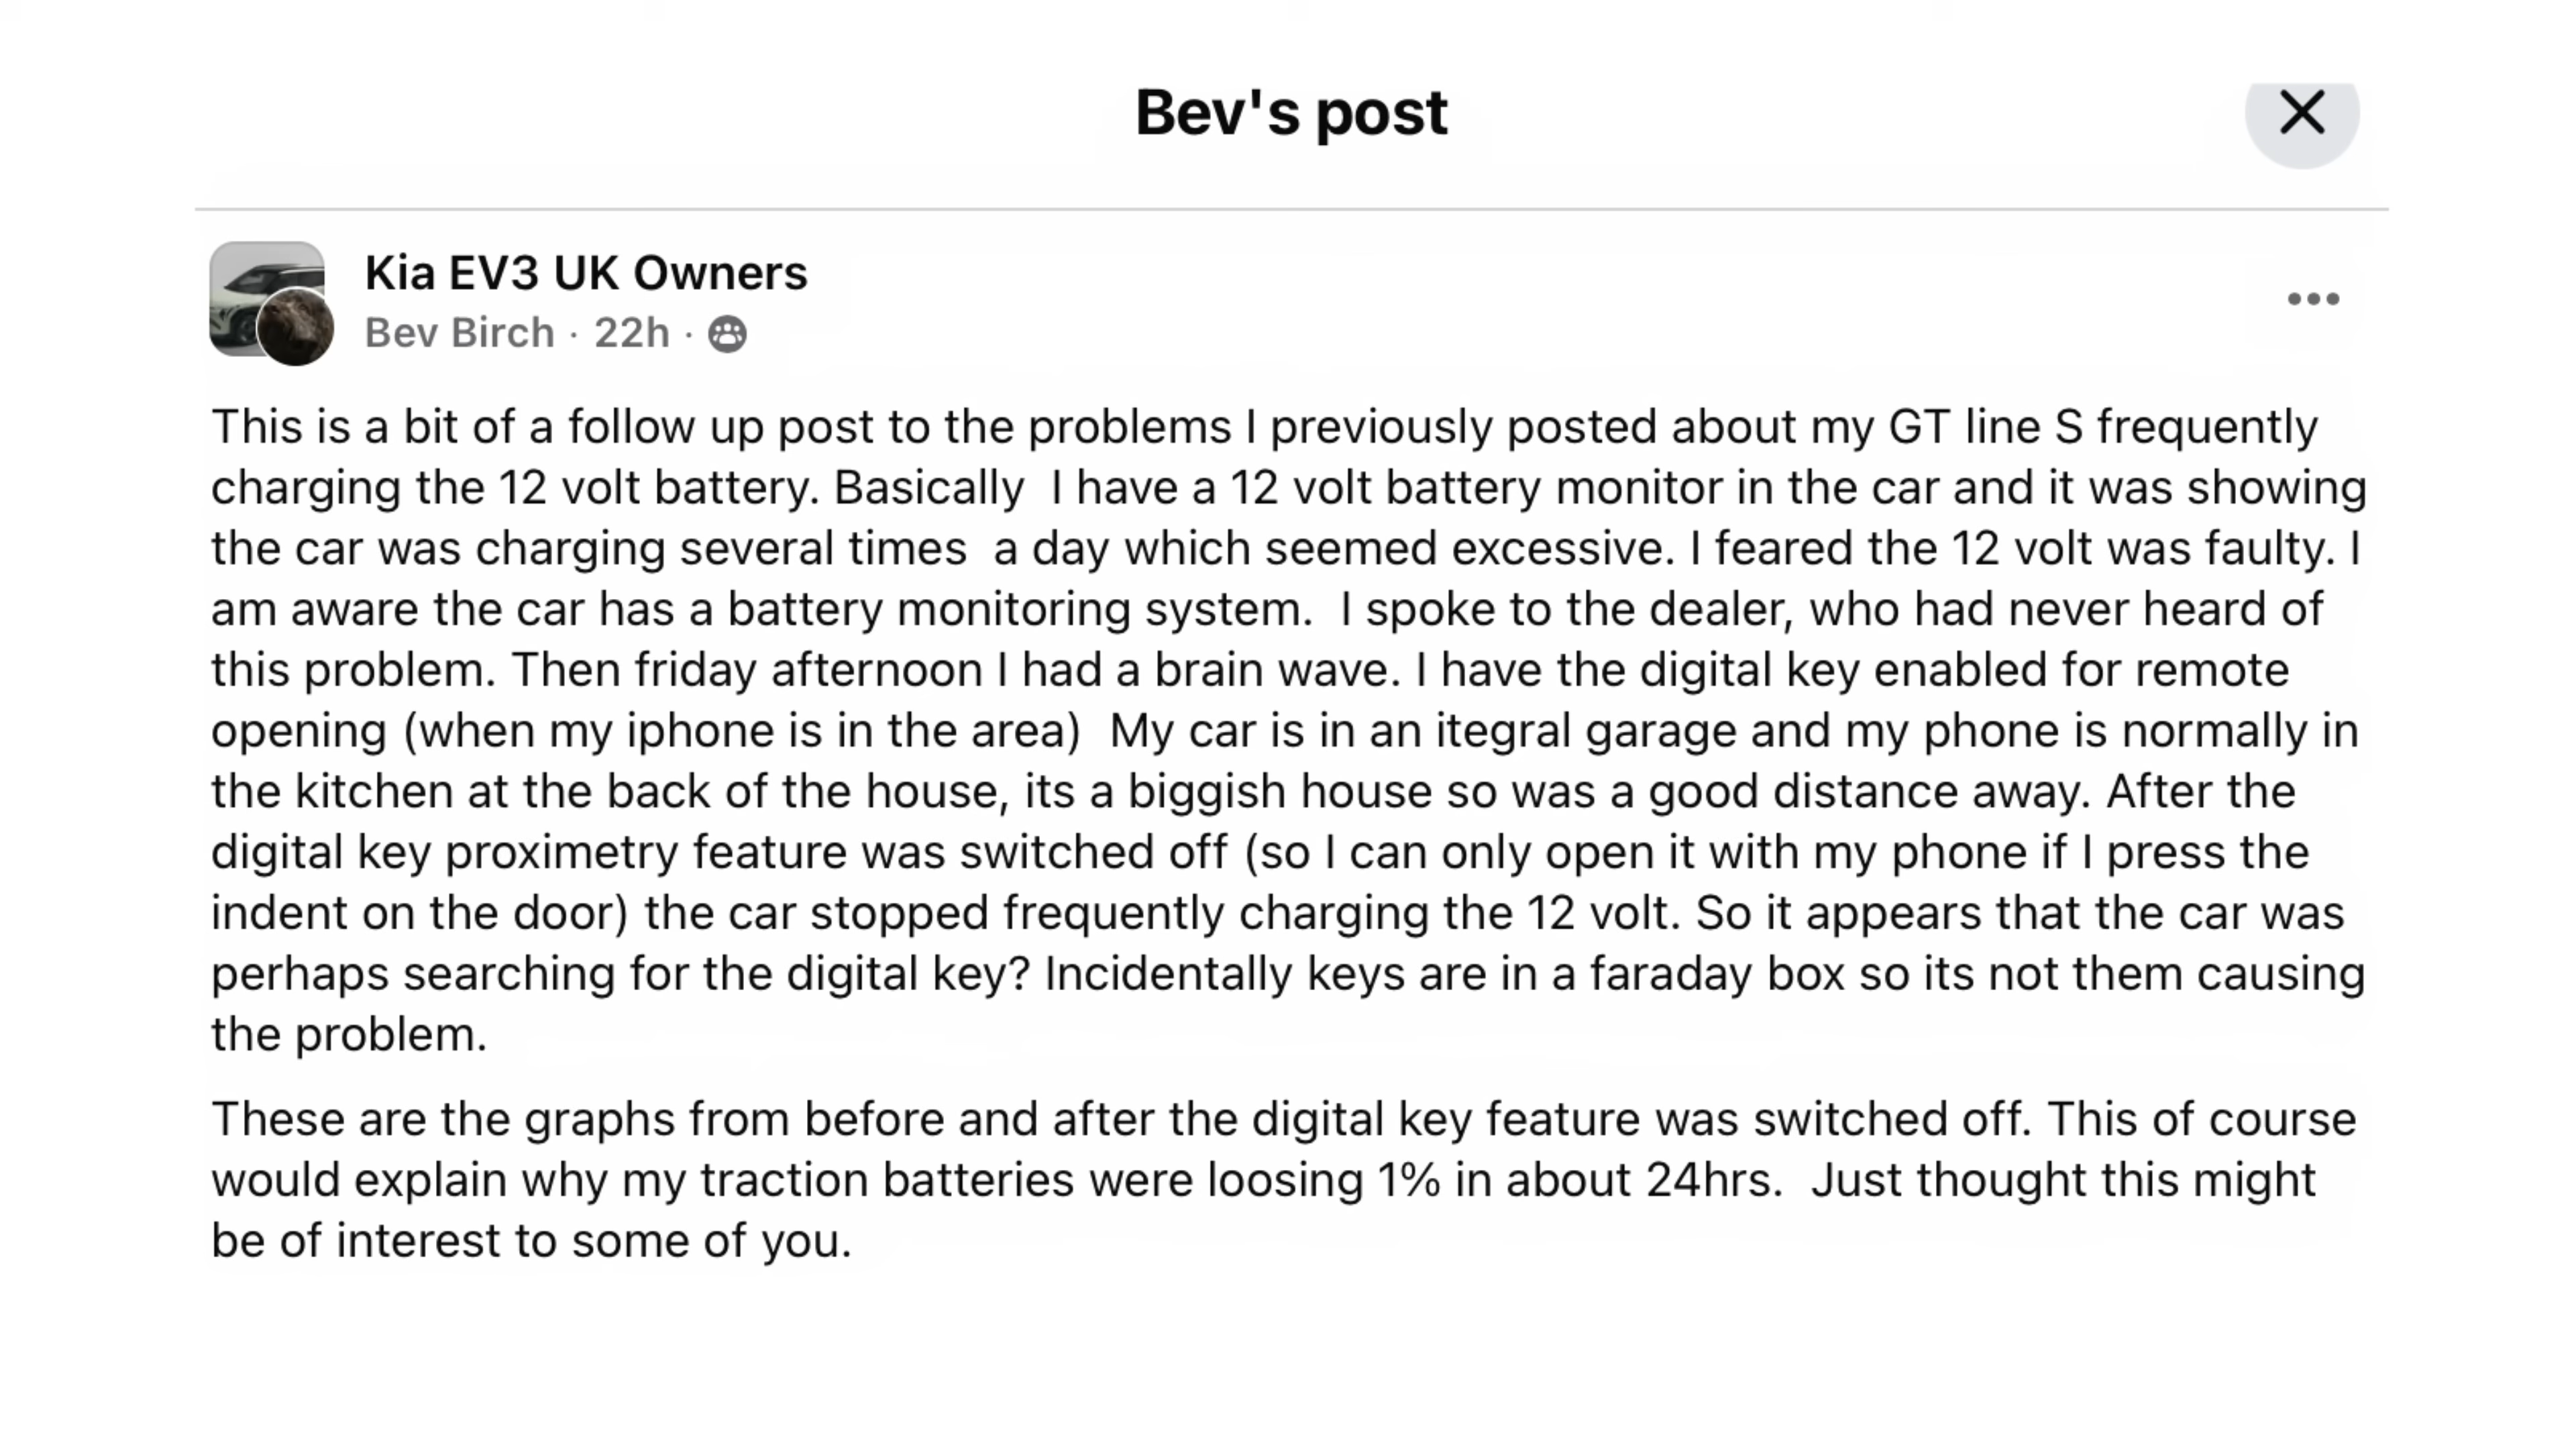 Bev's post
Kia EV3 UK Owners
Bev Birch · 22h ·
This is a bit of a follow up post to the problems I previously posted about my GT line S frequently
charging the 12 volt battery. Basically  I have a 12 volt battery monitor in the car and it was showing
the car was charging several times  a day which seemed excessive. I feared the 12 volt was faulty. I
am aware the car has a battery monitoring system.  I spoke to the dealer, who had never heard of
this problem. Then friday afternoon I had a brain wave. I have the digital key enabled for remote
opening (when my iphone is in the area)  My car is in an itegral garage and my phone is normally in
the kitchen at the back of the house, its a biggish house so was a good distance away. After the
digital key proximetry feature was switched off (so I can only open it with my phone if I press the
indent on the door) the car stopped frequently charging the 12 volt. So it appears that the car was
perhaps searching for the digital key? Incidentally keys are in a faraday box so its not them causing
the problem.
These are the graphs from before and after the digital key feature was switched off. This of course
would explain why my traction batteries were loosing 1% in about 24hrs.  Just thought this might
be of interest to some of you.